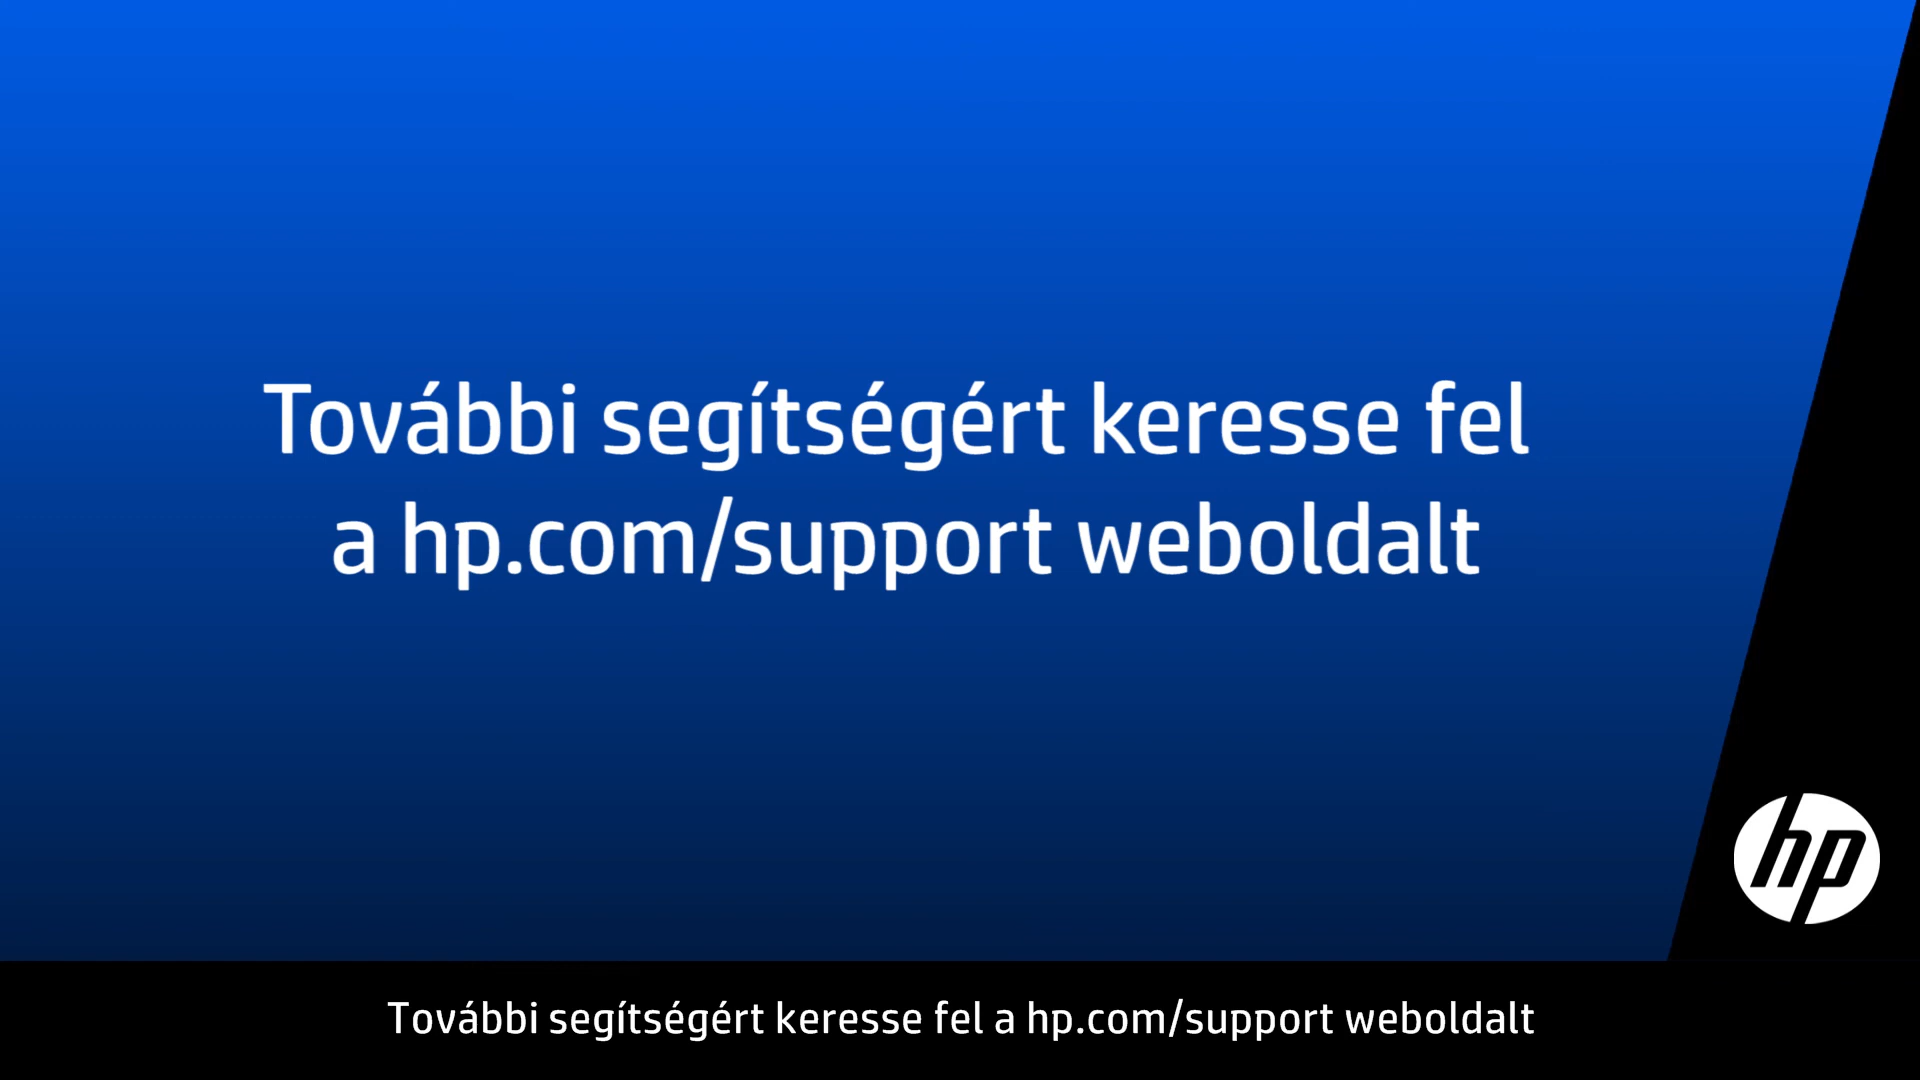 További segítségért keresse fel
a hp.com/support weboldalt
hp
További segítségért keresse fel a hp.com/support weboldalt